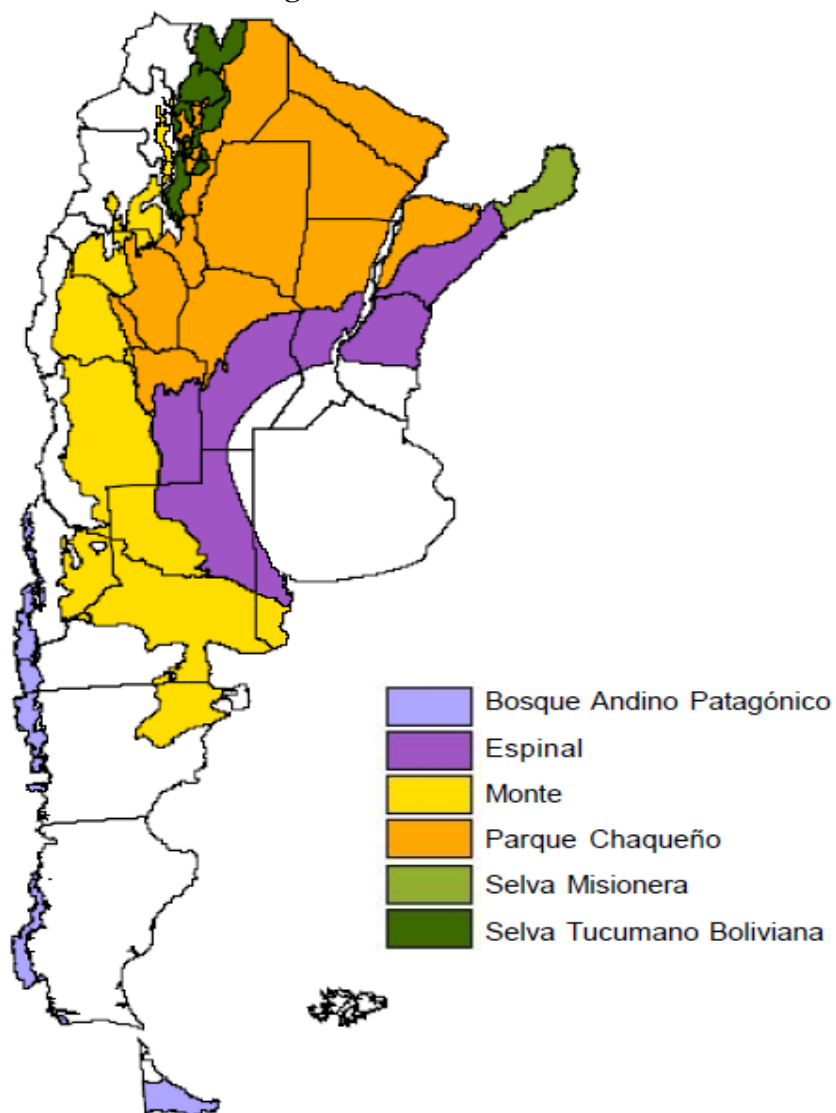 Bosque Andino Patagónico
Espinal
Monte
Parque Chaqueño
Selva Misionera
Selva Tucumano Boliviana